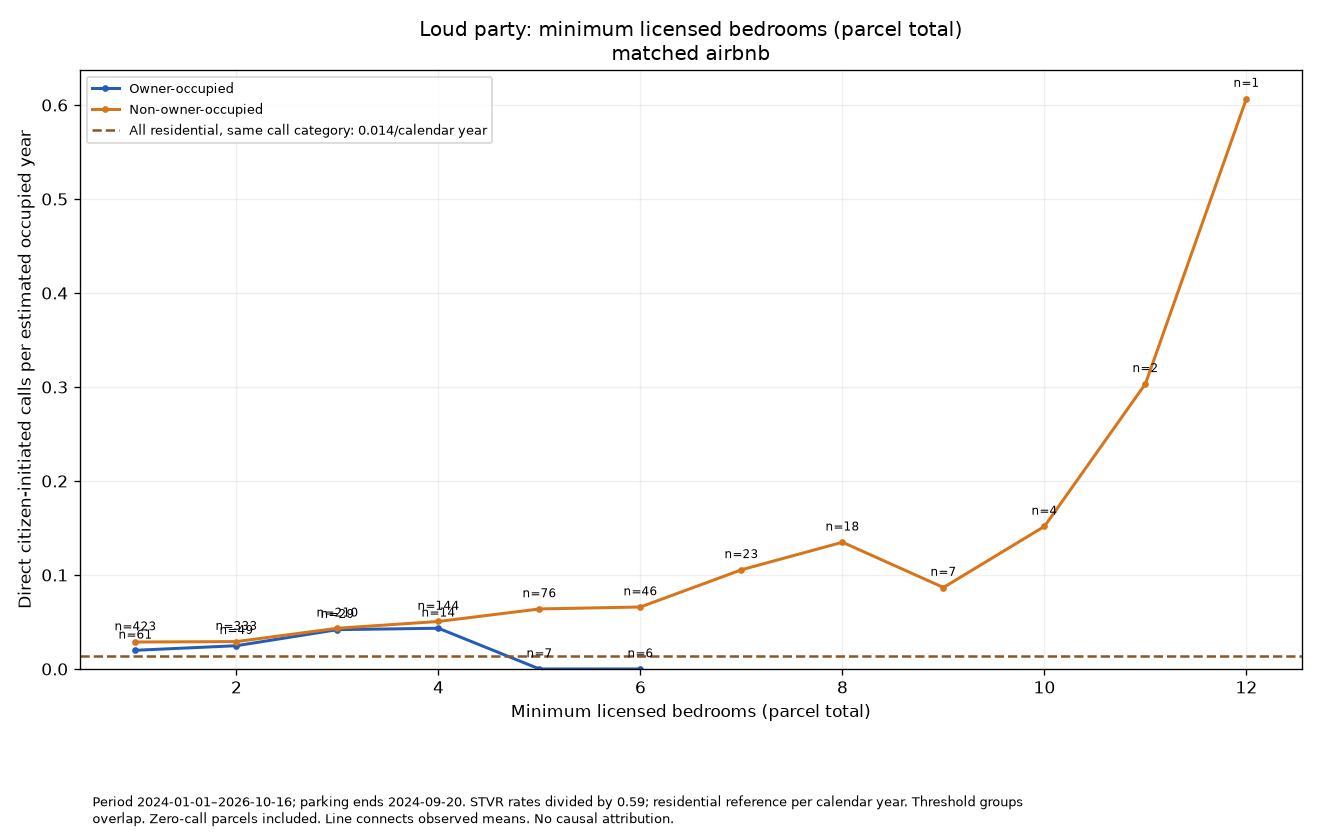 Loud party: minimum licensed bedrooms (parcel total)
matched airbnb
Owner-occupied
Non-owner-occupied
All residential, same call category: 0.014/calendar year
Direct citizen-initiated calls per estimated occupied year
0.6
0.5
0.4
0.3
0.2
0.1
0.0
n=423
n=61
n=333
n=49
n=210
n=29
n=144
n=14
n=76
n=7
n=46
n=6
n=23
n=18
n=7
n=4
n=2
n=1
2
4
6
8
10
12
Minimum licensed bedrooms (parcel total)
Period 2024-01-01–2026-10-16; parking ends 2024-09-20. STVR rates divided by 0.59; residential reference per calendar year. Threshold groups
overlap. Zero-call parcels included. Line connects observed means. No causal attribution.